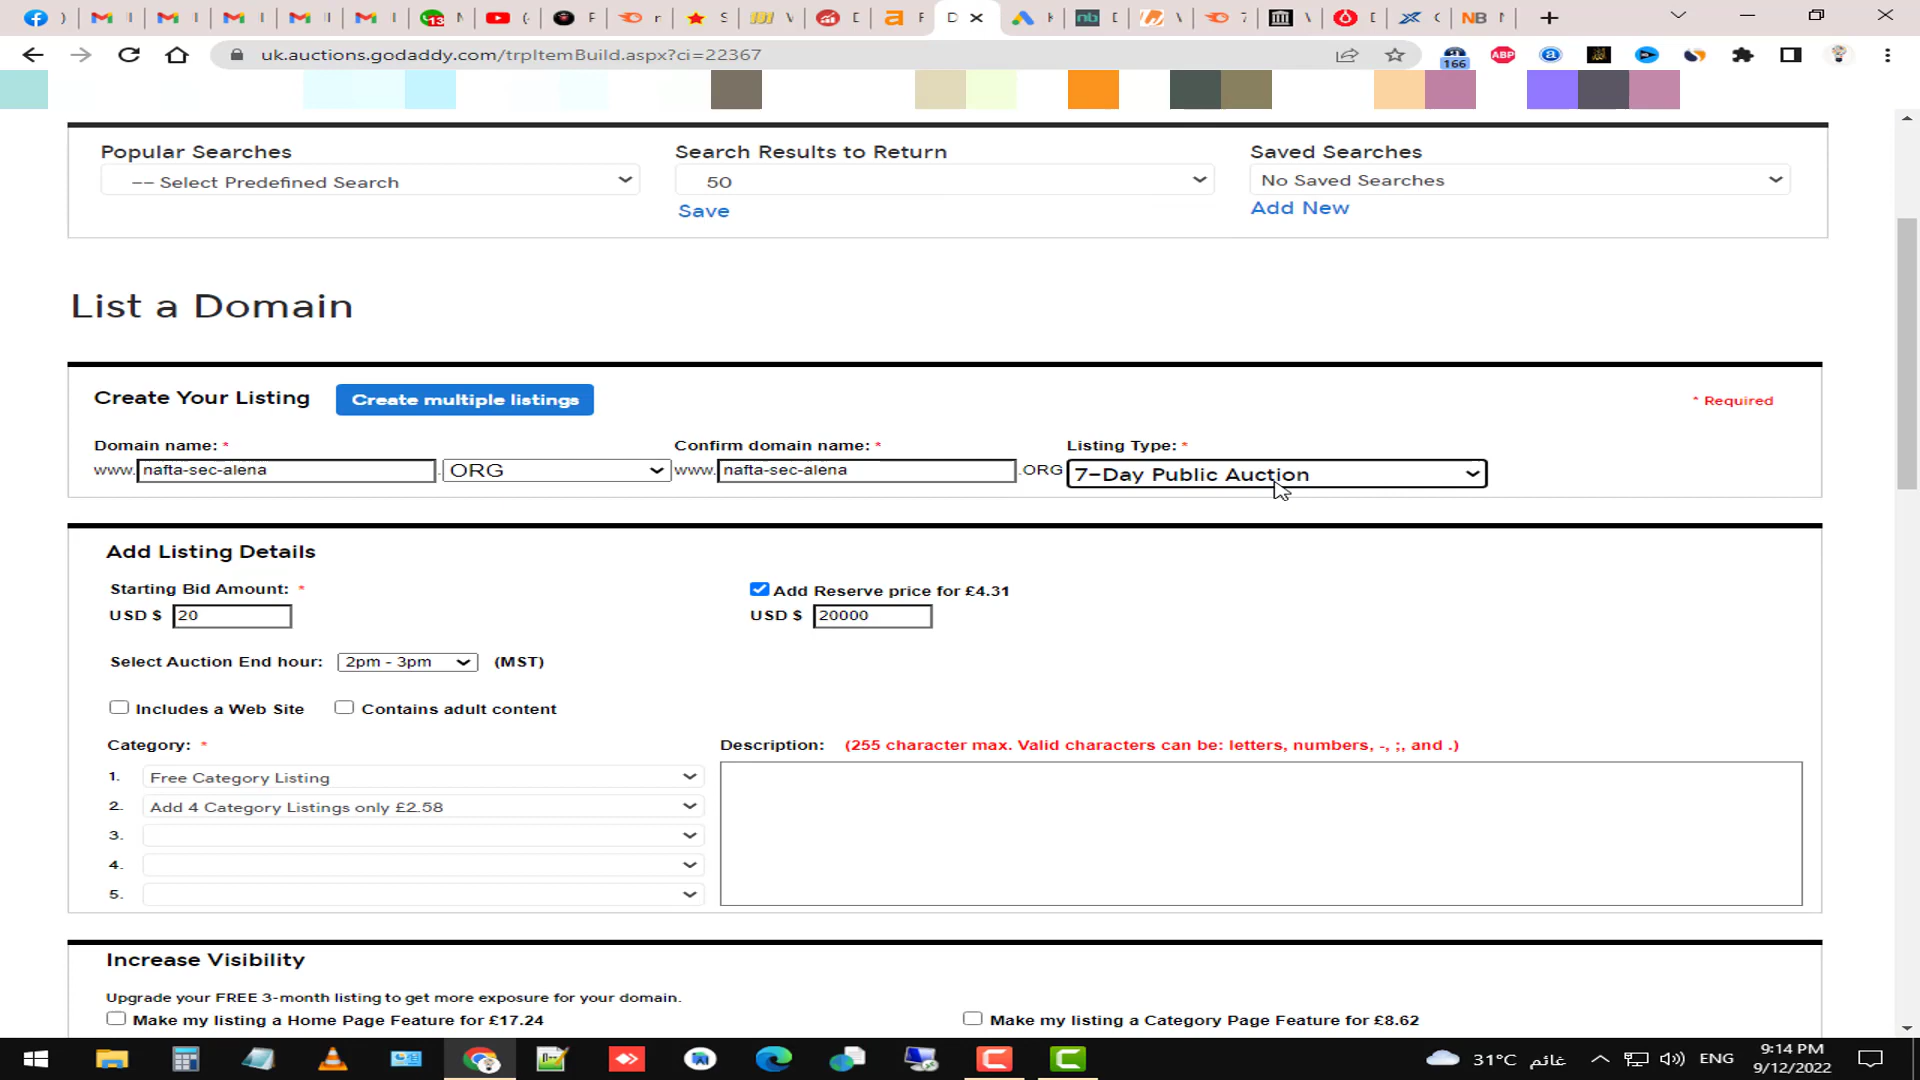 uk.auctions.godaddy.com/trpItemBuild.aspx?ci=22367
166
ABP
13
Popular Searches
-- Select Predefined Search
Search Results to Return
50
Save
Saved Searches
No Saved Searches
Add New
List a Domain
Create Your Listing
Create multiple listings
* Required
Domain name: *
www. nafta-sec-alena . ORG
Confirm domain name: *
www. nafta-sec-alena .ORG
Listing Type: *
7-Day Public Auction
Add Listing Details
Starting Bid Amount: *
USD $ 20
Add Reserve price for £4.31
USD $ 20000
Select Auction End hour: 2pm - 3pm (MST)
Includes a Web Site
Contains adult content
Category: *
1. Free Category Listing
2. Add 4 Category Listings only £2.58
3.
4.
5.
Description: (255 character max. Valid characters can be: letters, numbers, -, ;, and .)
Increase Visibility
Upgrade your FREE 3-month listing to get more exposure for your domain.
Make my listing a Home Page Feature for £17.24
Make my listing a Category Page Feature for £8.62
31°C غائم
ENG
9:14 PM
9/12/2022